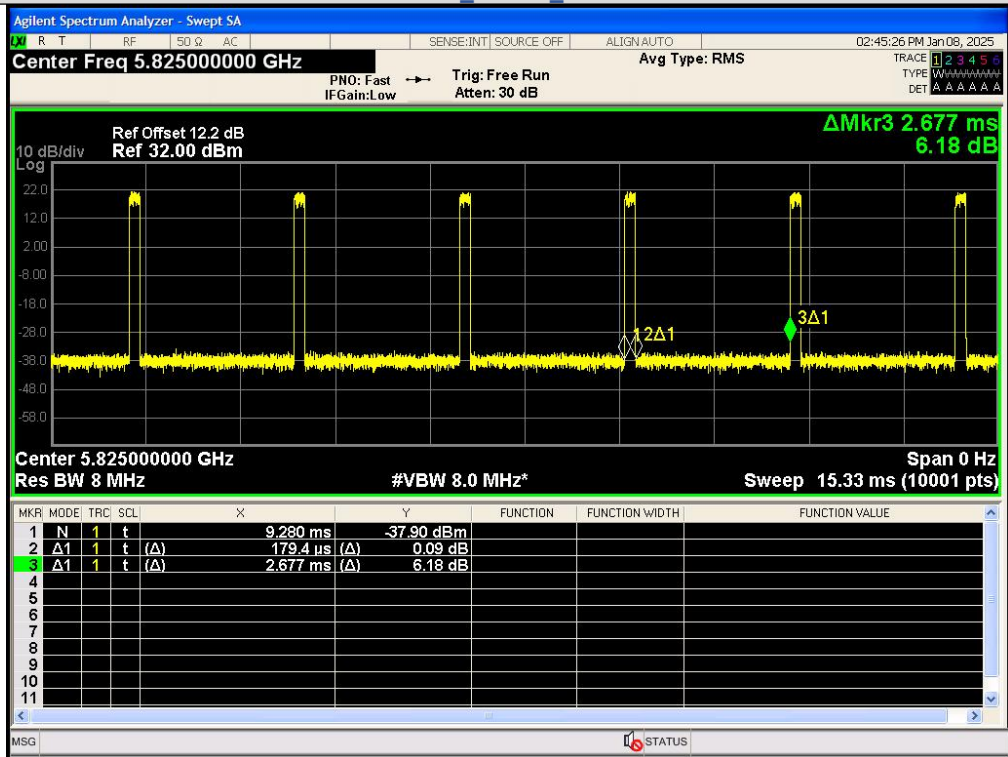 Agilent Spectrum Analyzer - Swept SA
LXI R T RF 50 Ω AC SENSE:INT SOURCE OFF ALIGN AUTO 02:45:26 PM Jan 08, 2025
Center Freq 5.825000000 GHz
PNO: Fast
IFGain:Low
Trig: Free Run
Atten: 30 dB
Avg Type: RMS
TRACE 1 2 3 4 5 6
TYPE W
DET A A A A A A
ΔMkr3 2.677 ms
6.18 dB
Ref Offset 12.2 dB
10 dB/div Ref 32.00 dBm
Log
22.0
12.0
2.00
-8.00
-18.0
-28.0
-38.0
-48.0
-58.0
1 2Δ1
3Δ1
Center 5.825000000 GHz Span 0 Hz
Res BW 8 MHz #VBW 8.0 MHz* Sweep 15.33 ms (10001 pts)
MKR MODE TRC SCL X Y FUNCTION FUNCTION WIDTH FUNCTION VALUE
1 N 1 t 9.280 ms -37.90 dBm
2 Δ1 1 t (Δ) 179.4 µs (Δ) 0.09 dB
3 Δ1 1 t (Δ) 2.677 ms (Δ) 6.18 dB
4
5
6
7
8
9
10
11
MSG STATUS